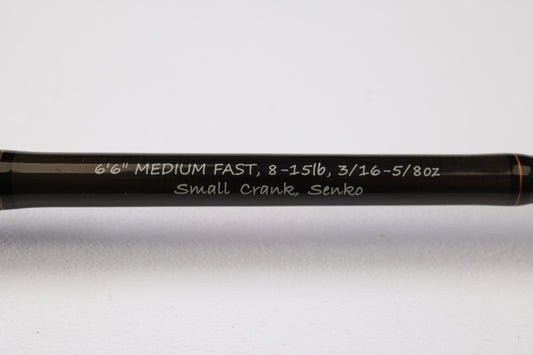 6'6" MEDIUM FAST, 8-15lb, 3/16-5/8oz
Small Crank, Senko